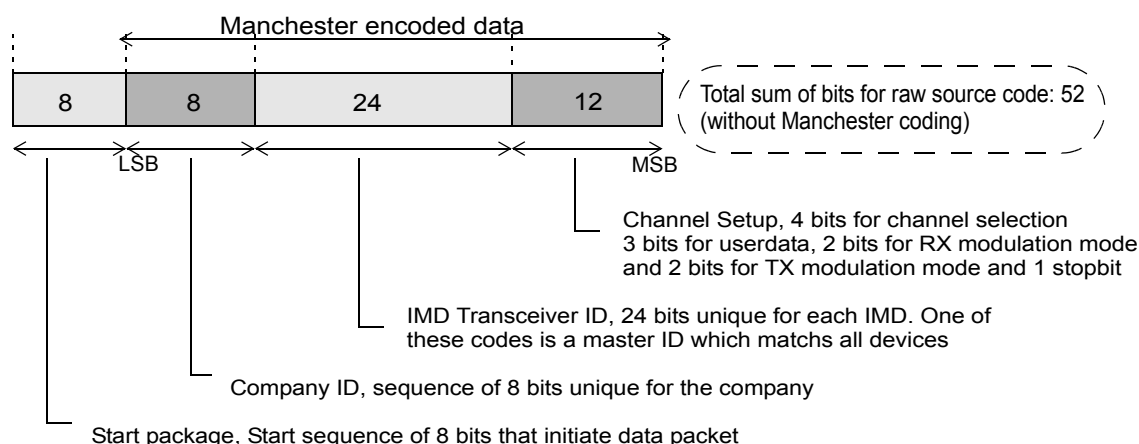 Manchester encoded data
8 8 24 12
Total sum of bits for raw source code: 52
(without Manchester coding)
LSB MSB
Channel Setup, 4 bits for channel selection
3 bits for userdata, 2 bits for RX modulation mode
and 2 bits for TX modulation mode and 1 stopbit
IMD Transceiver ID, 24 bits unique for each IMD. One of
these codes is a master ID which matchs all devices
Company ID, sequence of 8 bits unique for the company
Start package, Start sequence of 8 bits that initiate data packet